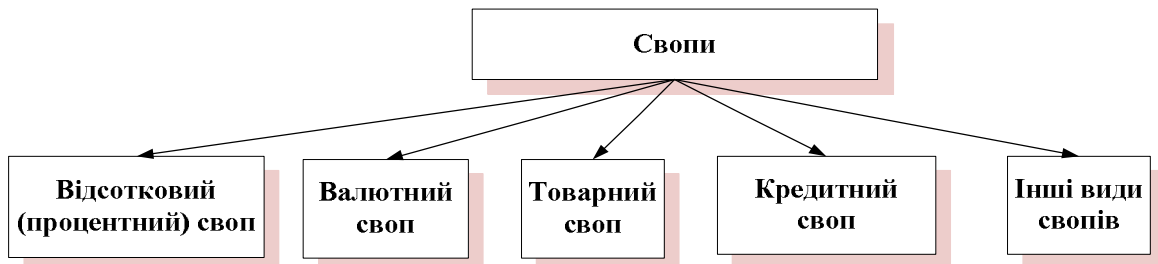 Свопи
Відсотковий
(процентний) своп
Валютний
своп
Товарний
своп
Кредитний
своп
Інші види
свопів